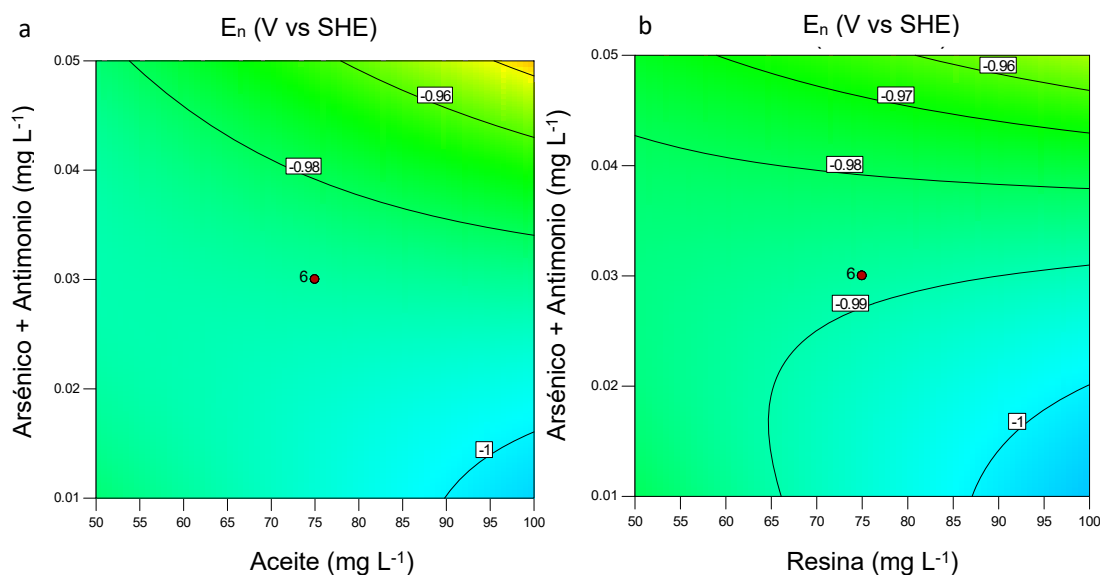 a
Eₙ (V vs SHE)
Arsénico + Antimonio (mg L⁻¹)
0.05
0.04
0.03
0.02
0.01
-0.96
-0.98
6
-1
50 55 60 65 70 75 80 85 90 95 100
Aceite (mg L⁻¹)
b
Eₙ (V vs SHE)
Arsénico + Antimonio (mg L⁻¹)
0.05
0.04
0.03
0.02
0.01
-0.96
-0.97
-0.98
6
-0.99
-1
50 55 60 65 70 75 80 85 90 95 100
Resina (mg L⁻¹)